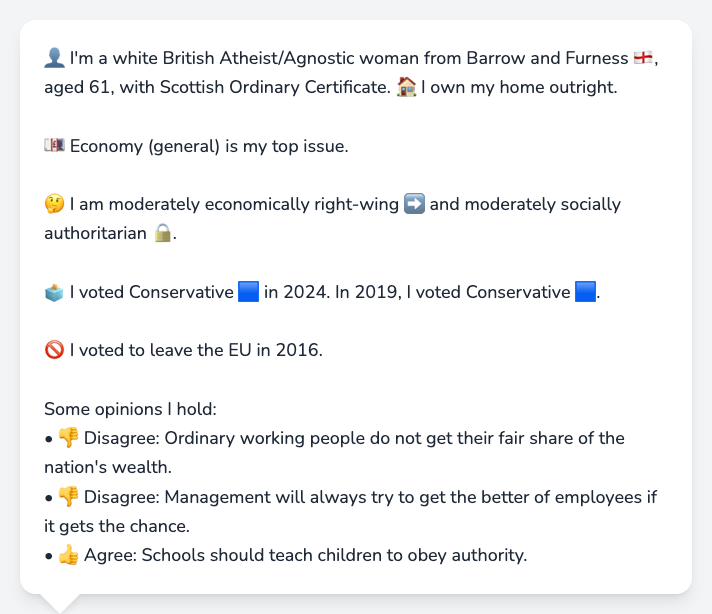 👤 I'm a white British Atheist/Agnostic woman from Barrow and Furness 🏴󠁧󠁢󠁥󠁮󠁧󠁿,
aged 61, with Scottish Ordinary Certificate. 🏠 I own my home outright.
💷 Economy (general) is my top issue.
🤔 I am moderately economically right-wing ➡️ and moderately socially
authoritarian 🔒.
🗳️ I voted Conservative 🟦 in 2024. In 2019, I voted Conservative 🟦.
🚫 I voted to leave the EU in 2016.
Some opinions I hold:
• 👎 Disagree: Ordinary working people do not get their fair share of the
nation's wealth.
• 👎 Disagree: Management will always try to get the better of employees if
it gets the chance.
• 👍 Agree: Schools should teach children to obey authority.